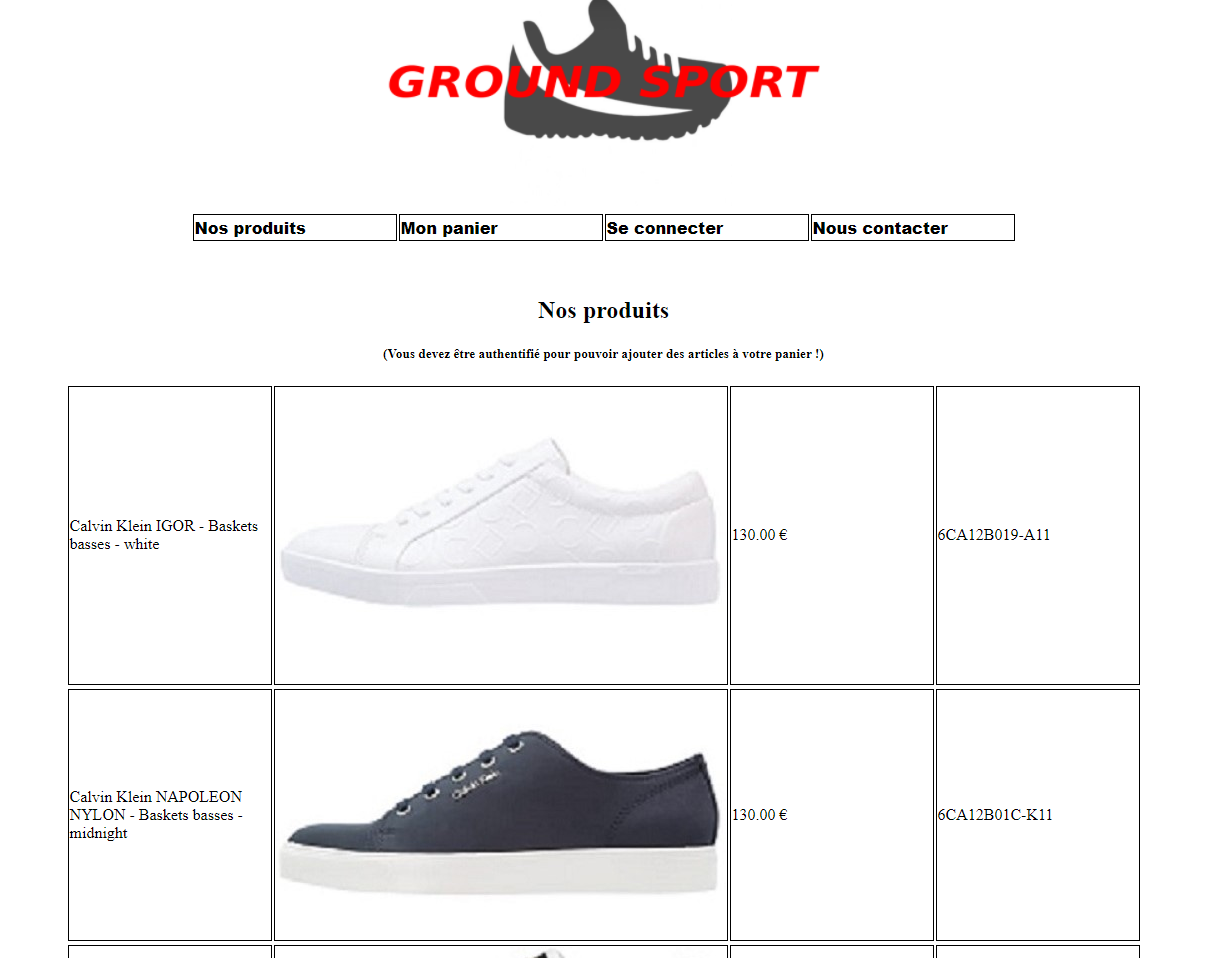 GROUND SPORT
Nos produits
Mon panier
Se connecter
Nous contacter
Nos produits
(Vous devez être authentifié pour pouvoir ajouter des articles à votre panier !)
Calvin Klein IGOR - Baskets
basses - white
130.00 €
6CA12B019-A11
Calvin Klein NAPOLEON
NYLON - Baskets basses -
midnight
Calvin Klein
130.00 €
6CA12B01C-K11